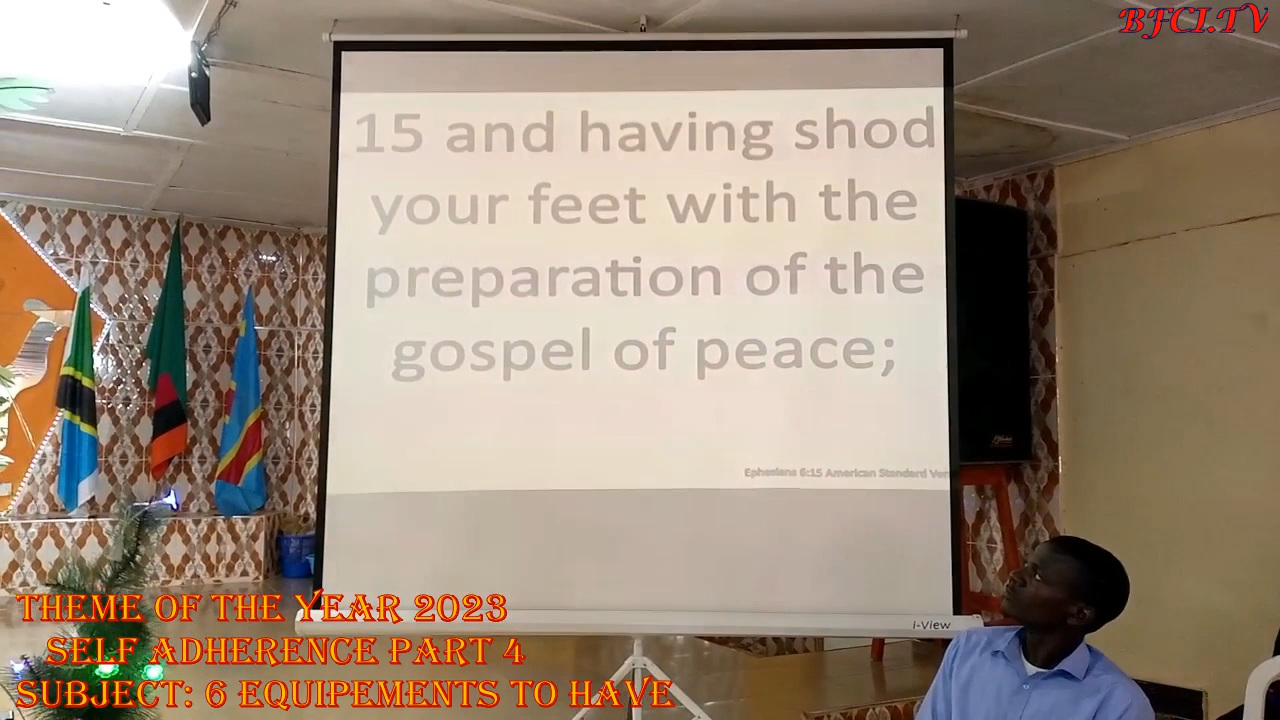 BFCI.TV
15 and having shod
your feet with the
preparation of the
gospel of peace;
Ephesians 6:15 American Standard Ver
i-View
THEME OF THE YEAR 2023
SELF ADHERENCE PART 4
SUBJECT: 6 EQUIPEMENTS TO HAVE